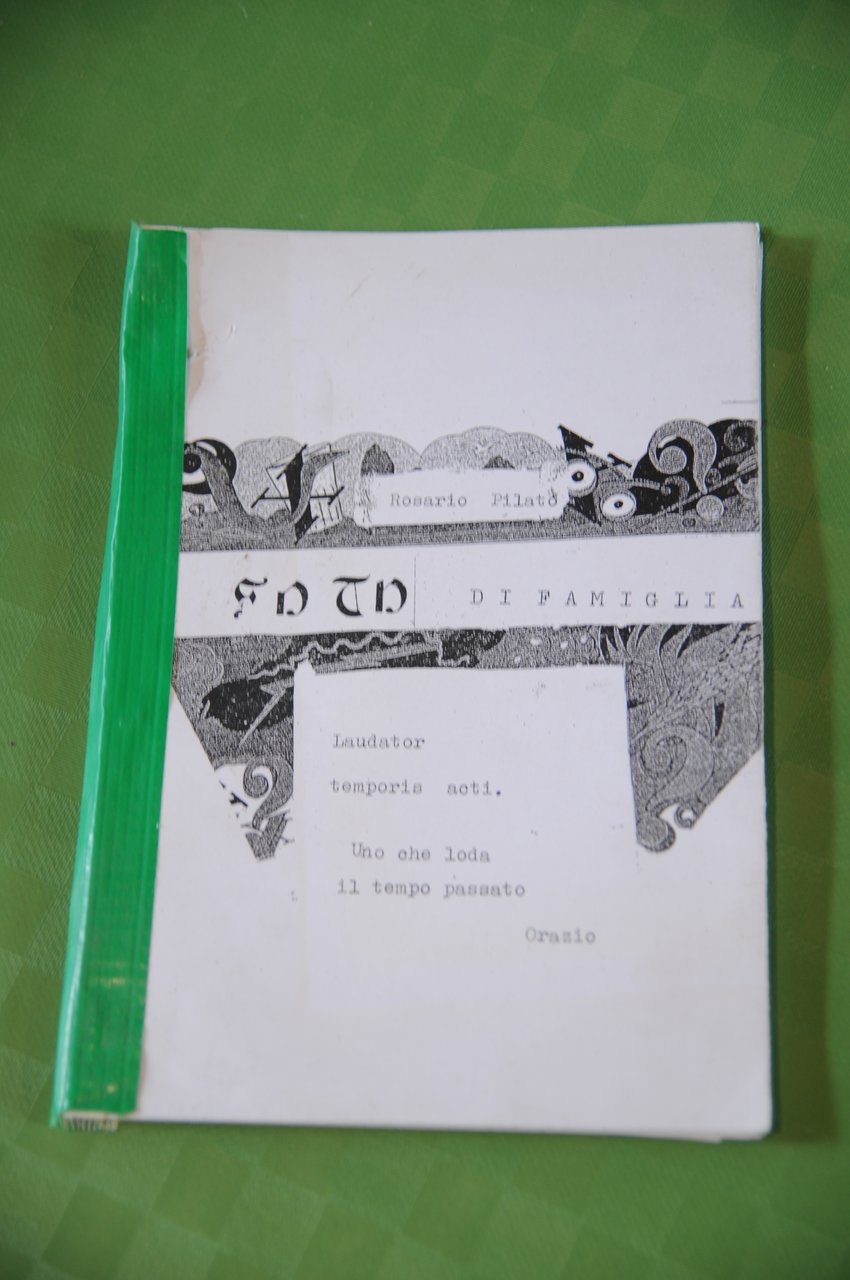 Rosario Pilato
FOTO DI FAMIGLIA
Laudator
temporis acti.
Uno che loda
il tempo passato
Orazio